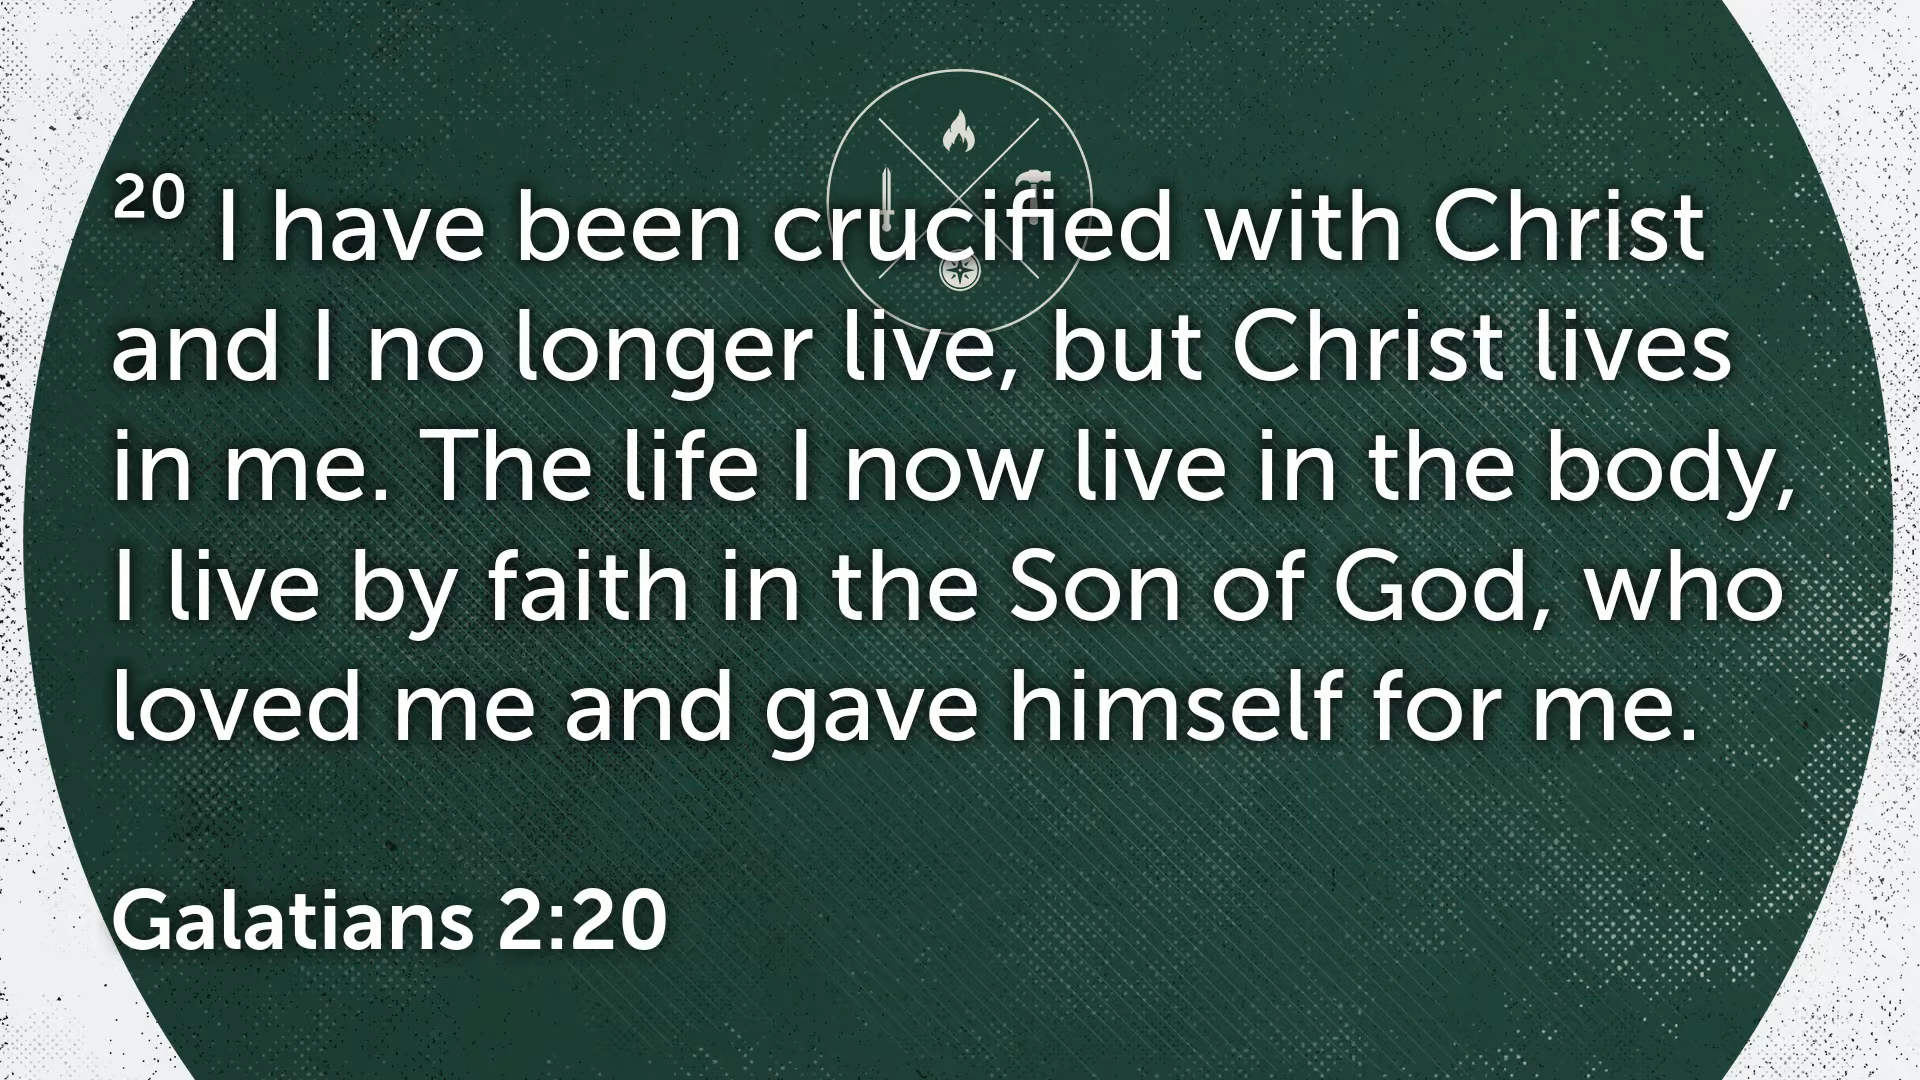 20 I have been crucified with Christ
and I no longer live, but Christ lives
in me. The life I now live in the body,
I live by faith in the Son of God, who
loved me and gave himself for me.
Galatians 2:20